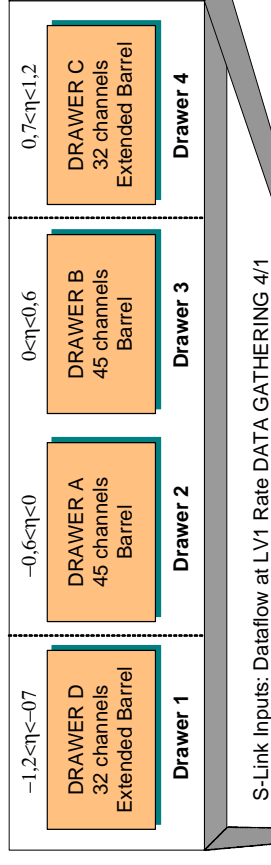 −1,2<η<−07
−0,6<η<0
0<η<0,6
0,7<η<1,2
DRAWER D
32 channels
Extended Barrel
DRAWER A
45 channels
Barrel
DRAWER B
45 channels
Barrel
DRAWER C
32 channels
Extended Barrel
Drawer 1
Drawer 2
Drawer 3
Drawer 4
S-Link Inputs: Dataflow at LV1 Rate DATA GATHERING 4/1